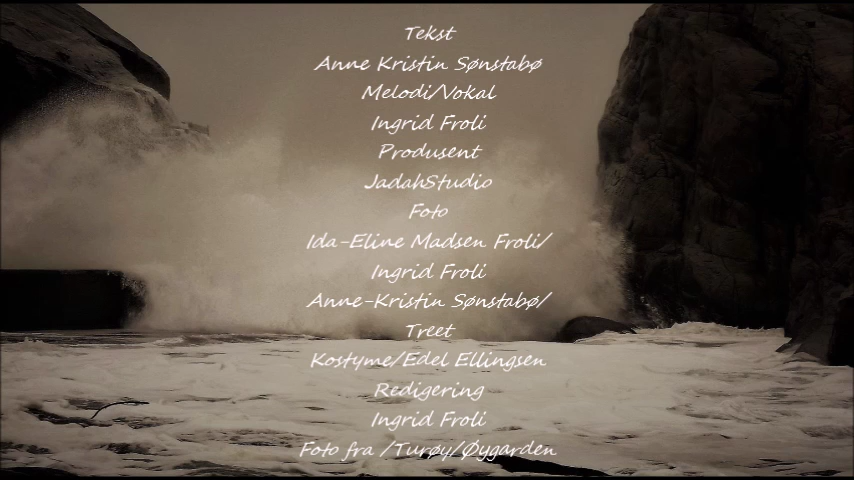 Tekst
Anne Kristin Sønstabø
Melodi/Vokal
Ingrid Froli
Produsent
JadahStudio
Foto
Ida-Eline Madsen Froli/
Ingrid Froli
Anne-Kristin Sønstabø/
Treet
Kostyme/Edel Ellingsen
Redigering
Ingrid Froli
Foto fra /Turøy/Øygarden